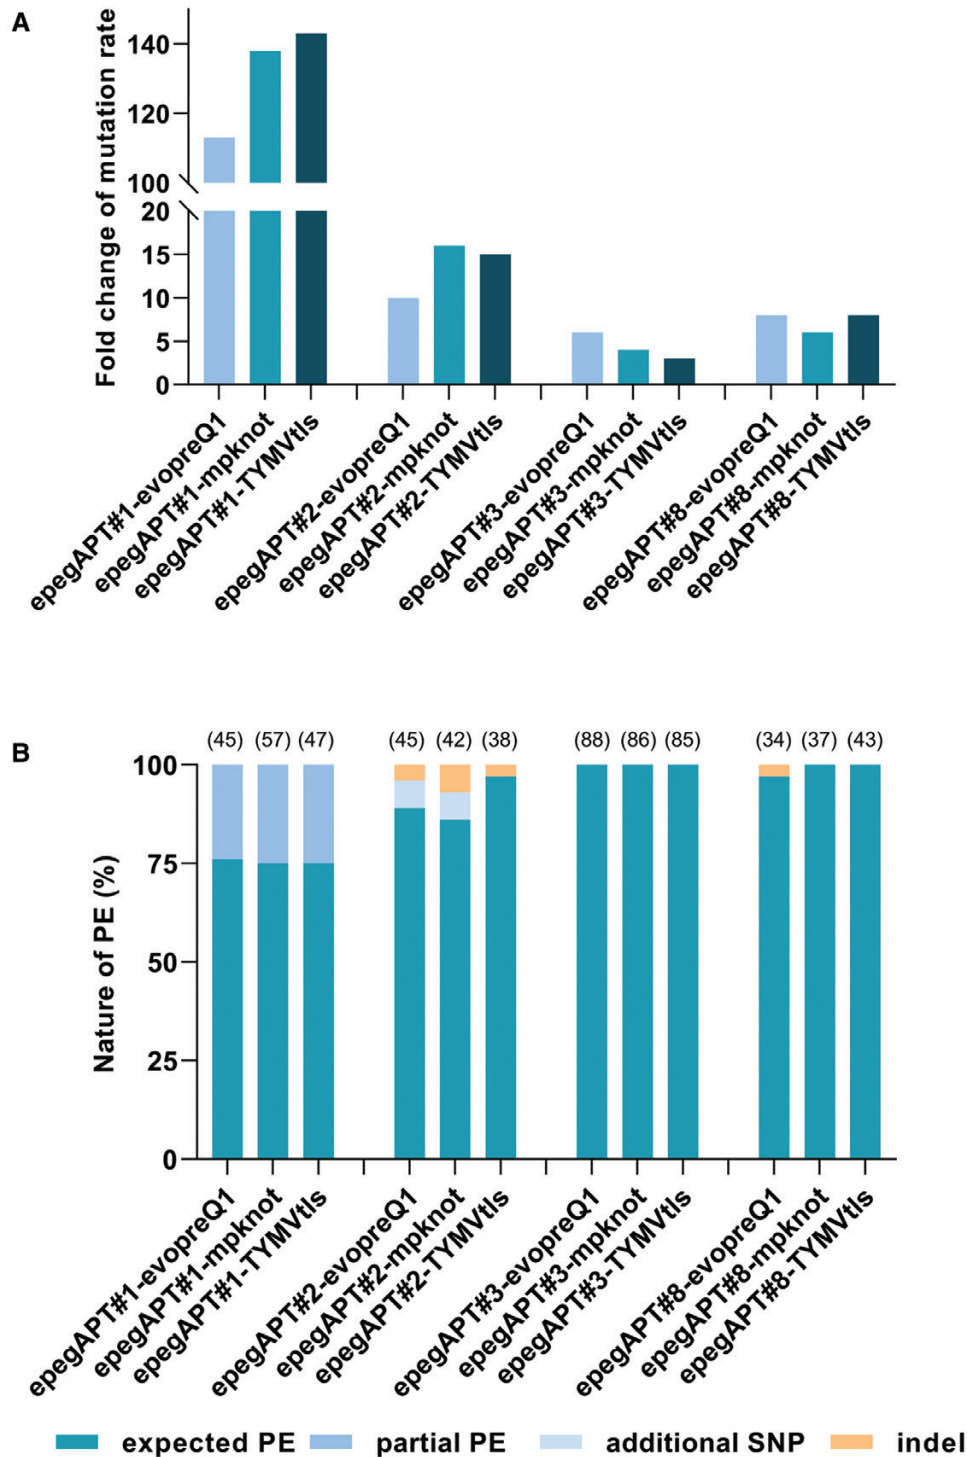 A
Fold change of mutation rate
140
120
100
20
15
10
5
0
epegAPT#1-evopreQ1
epegAPT#1-mpknot
epegAPT#1-TYMVtls
epegAPT#2-evopreQ1
epegAPT#2-mpknot
epegAPT#2-TYMVtls
epegAPT#3-evopreQ1
epegAPT#3-mpknot
epegAPT#3-TYMVtls
epegAPT#8-evopreQ1
epegAPT#8-mpknot
epegAPT#8-TYMVtls
B
(45) (57) (47) (45) (42) (38) (88) (86) (85) (34) (37) (43)
Nature of PE (%)
100
75
50
25
0
epegAPT#1-evopreQ1
epegAPT#1-mpknot
epegAPT#1-TYMVtls
epegAPT#2-evopreQ1
epegAPT#2-mpknot
epegAPT#2-TYMVtls
epegAPT#3-evopreQ1
epegAPT#3-mpknot
epegAPT#3-TYMVtls
epegAPT#8-evopreQ1
epegAPT#8-mpknot
epegAPT#8-TYMVtls
expected PE partial PE additional SNP indel